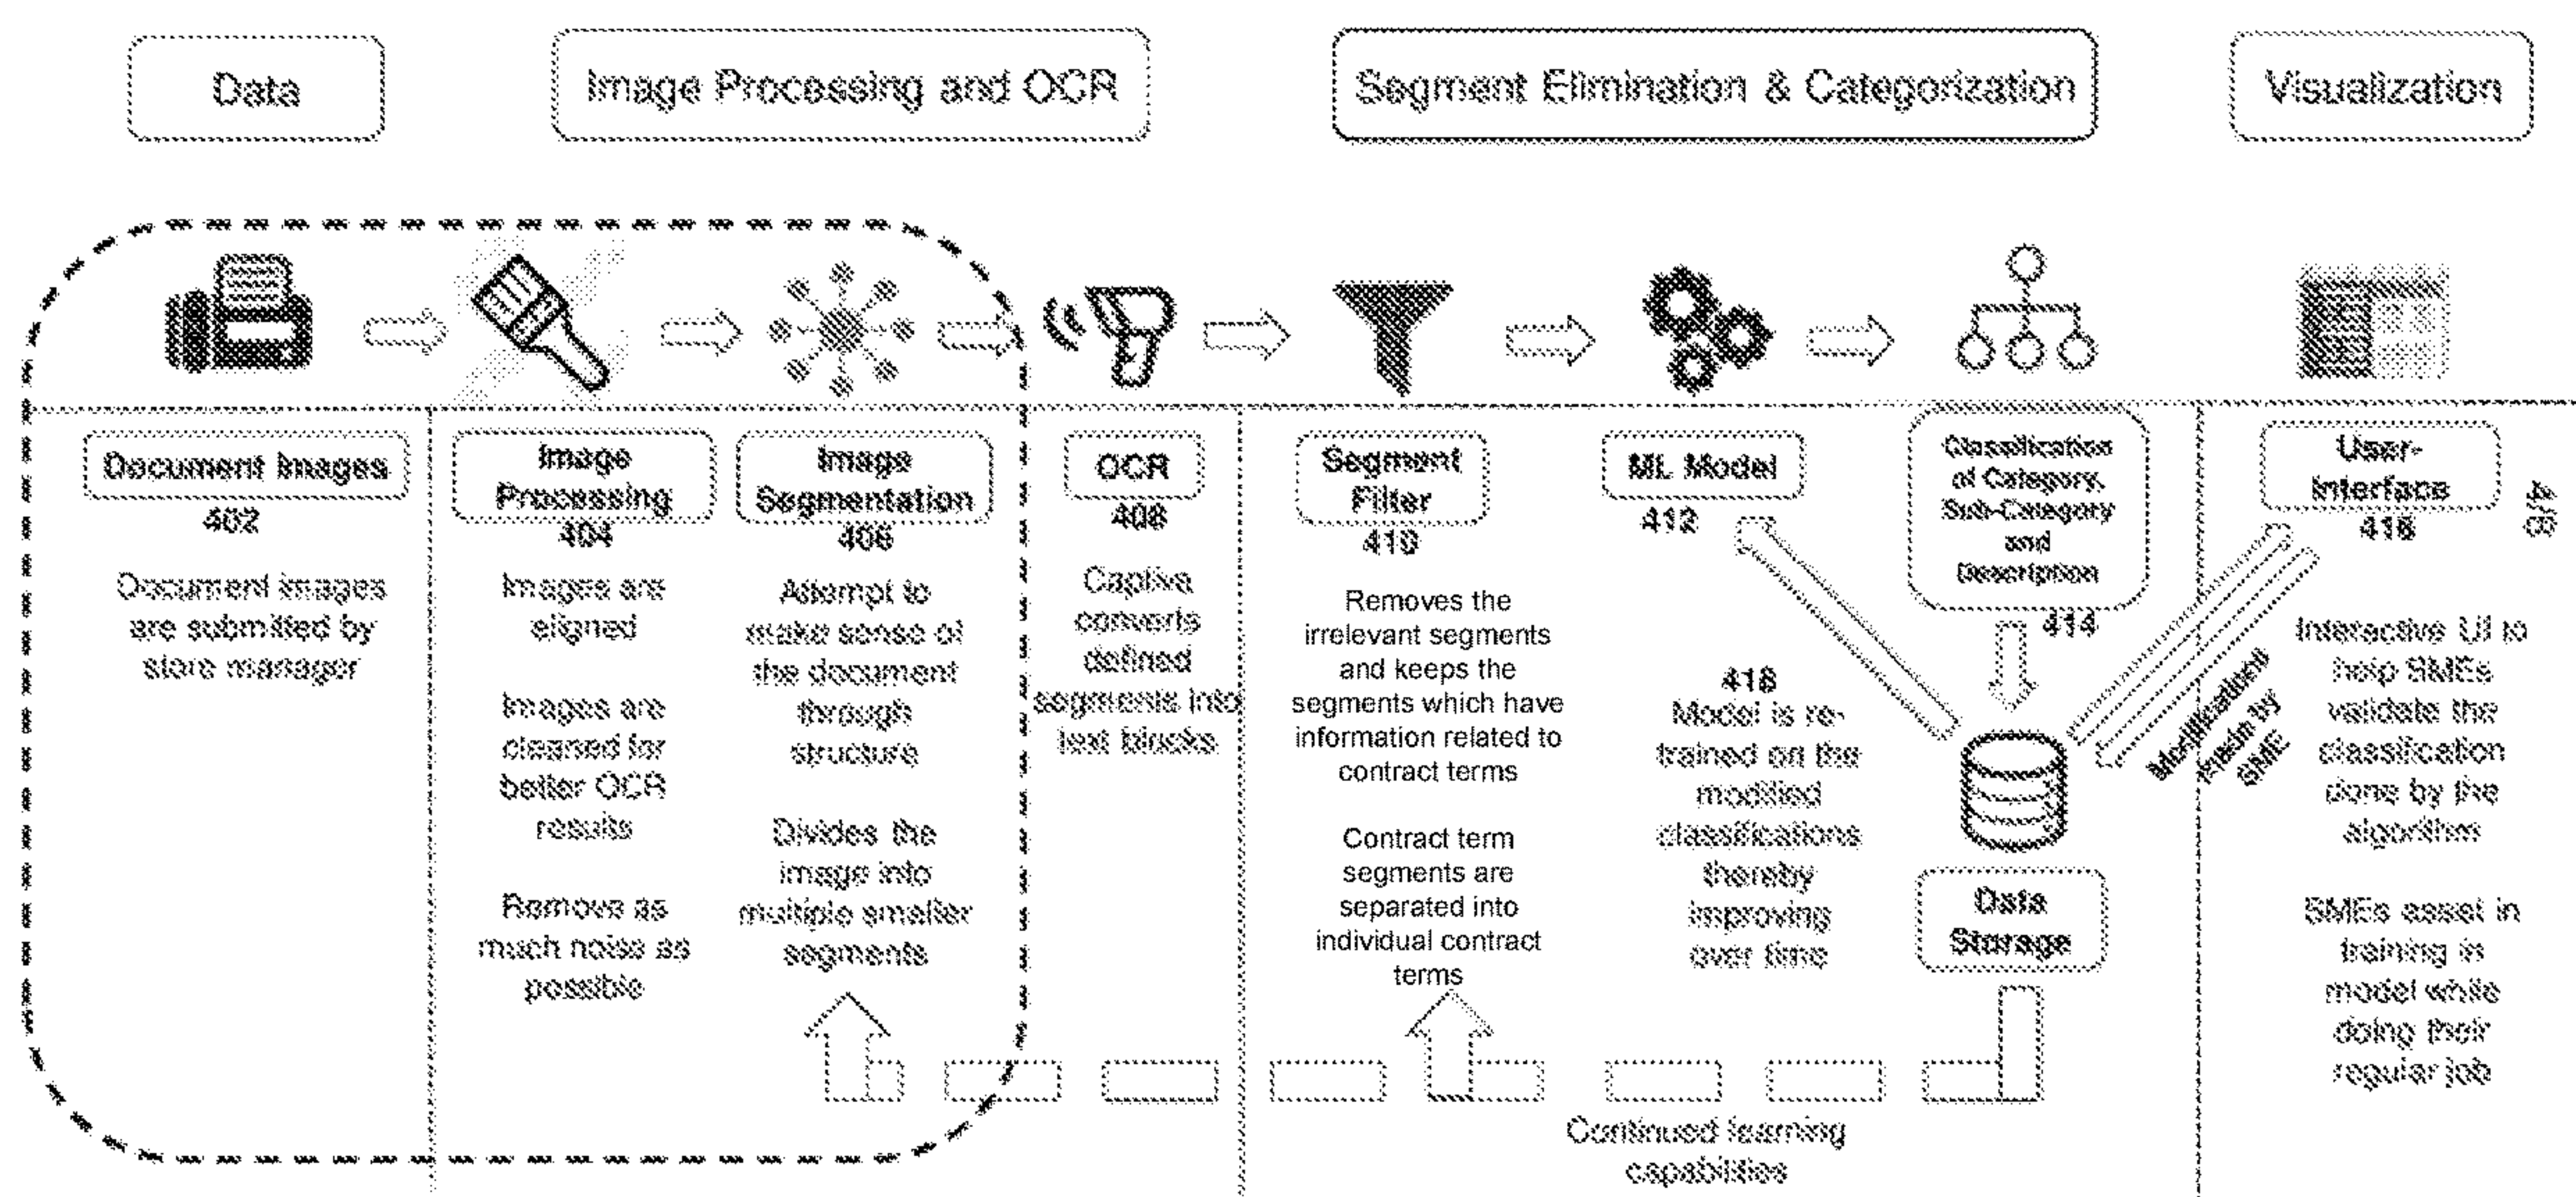 Data
Image Processing and OCR
Segment Elimination & Categorization
Visualization
Document Images
402
Document images
are submitted by
store manager
Image
Processing
404
Images are
aligned
Images are
cleaned for
better OCR
results
Remove as
much noise as
possible
Image
Segmentation
406
Attempt to
make sense of
the document
through
structure
Divides the
image into
multiple smaller
segments
OCR
408
Captiva
converts
defined
segments into
text blocks
Segment
Filter
410
Removes the
irrelevant segments
and keeps the
segments which have
information related to
contract terms
Contract term
segments are
separated into
individual contract
terms
ML Model
412
418
Model is re-
trained on the
modified
classifications
thereby
improving
over time
Classification
of Category,
Sub-Category
and
Description
414
Data
Storage
Modifications
made by
SME
User-
Interface
416
Interactive UI to
help SMEs
validate the
classification
done by the
algorithm
SMEs asset in
training in
model while
doing their
regular job
4/8
Continued learning
capabilities